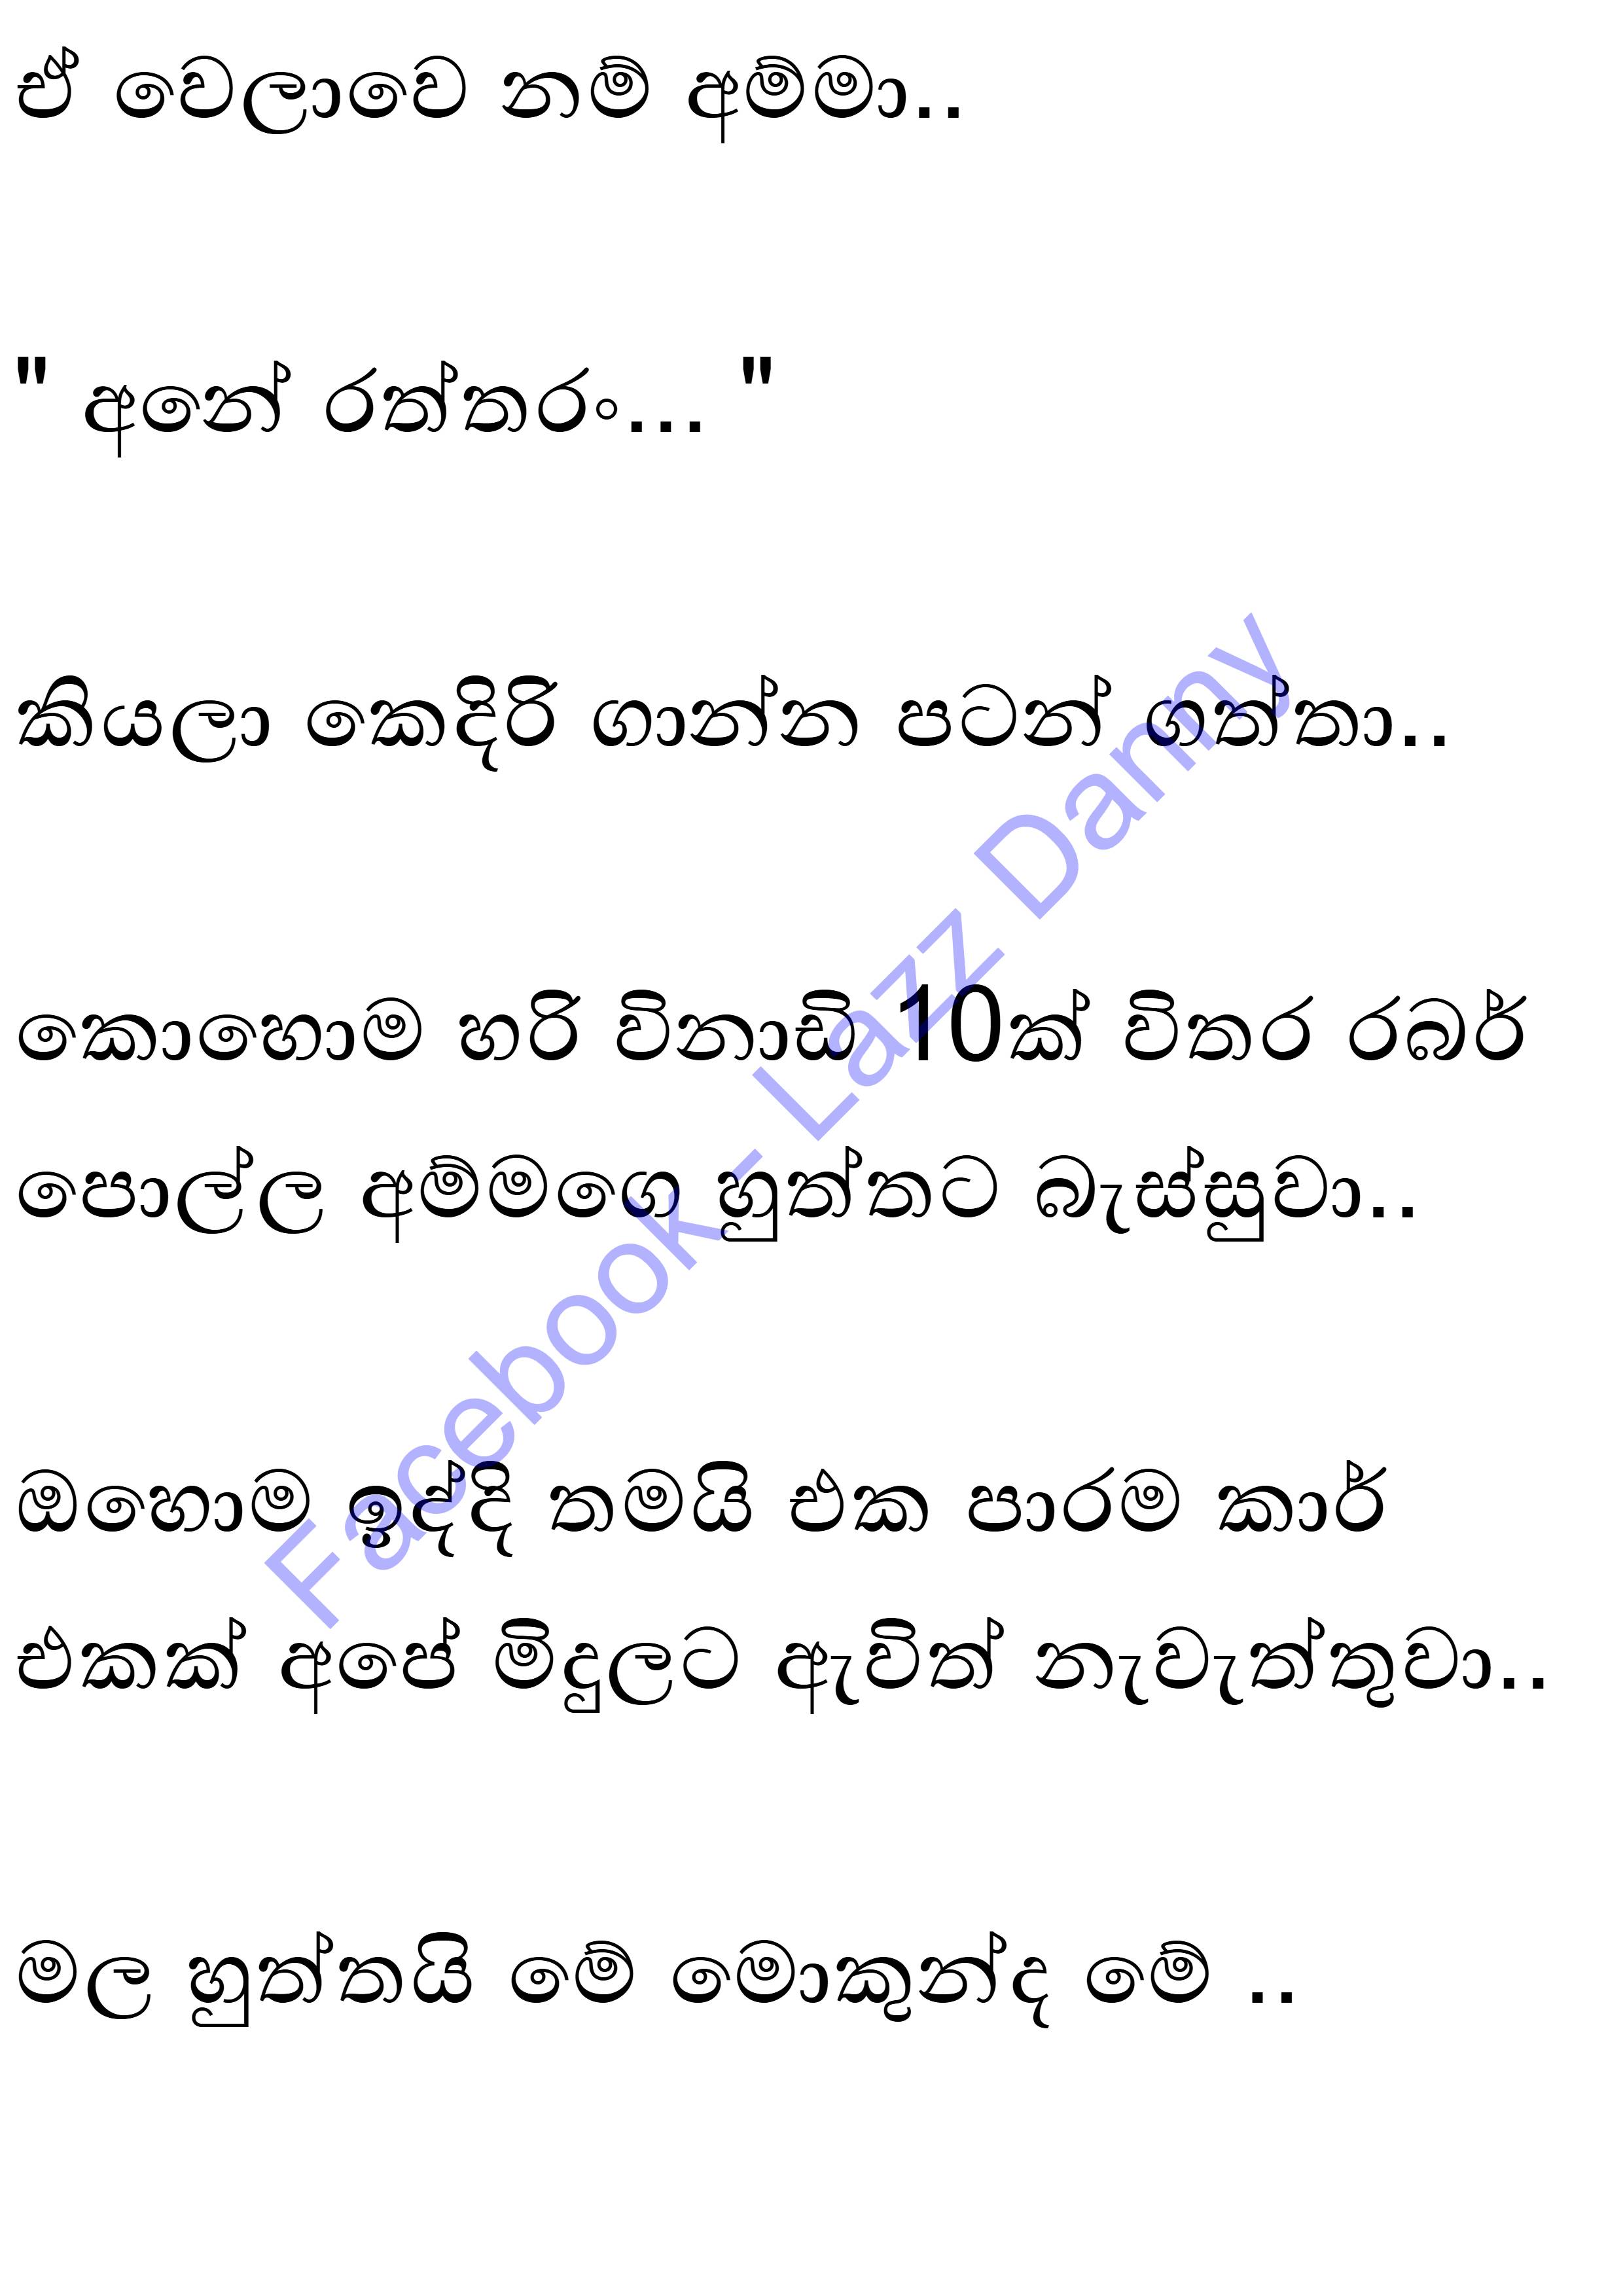 ඒ වෙලාවෙ නම් අම්මා..
" අනේ රත්තරං... "
කියලා කෙදිරි ගාන්න පටන් ගත්තා..
කොහොම හරි විනාඩි 10ක් විතර රබර්
පොල්ල අම්මගෙ හුත්තට බැස්සුවා..
ඔහොම ඉද්දි තමයි එක පාරම කාර්
එකක් අපේ මිදුලට ඇවිත් නැවැත්තුවා..
මල හුත්තයි මේ මොකුන්ද මේ ..
Facebook - Lazz Danny